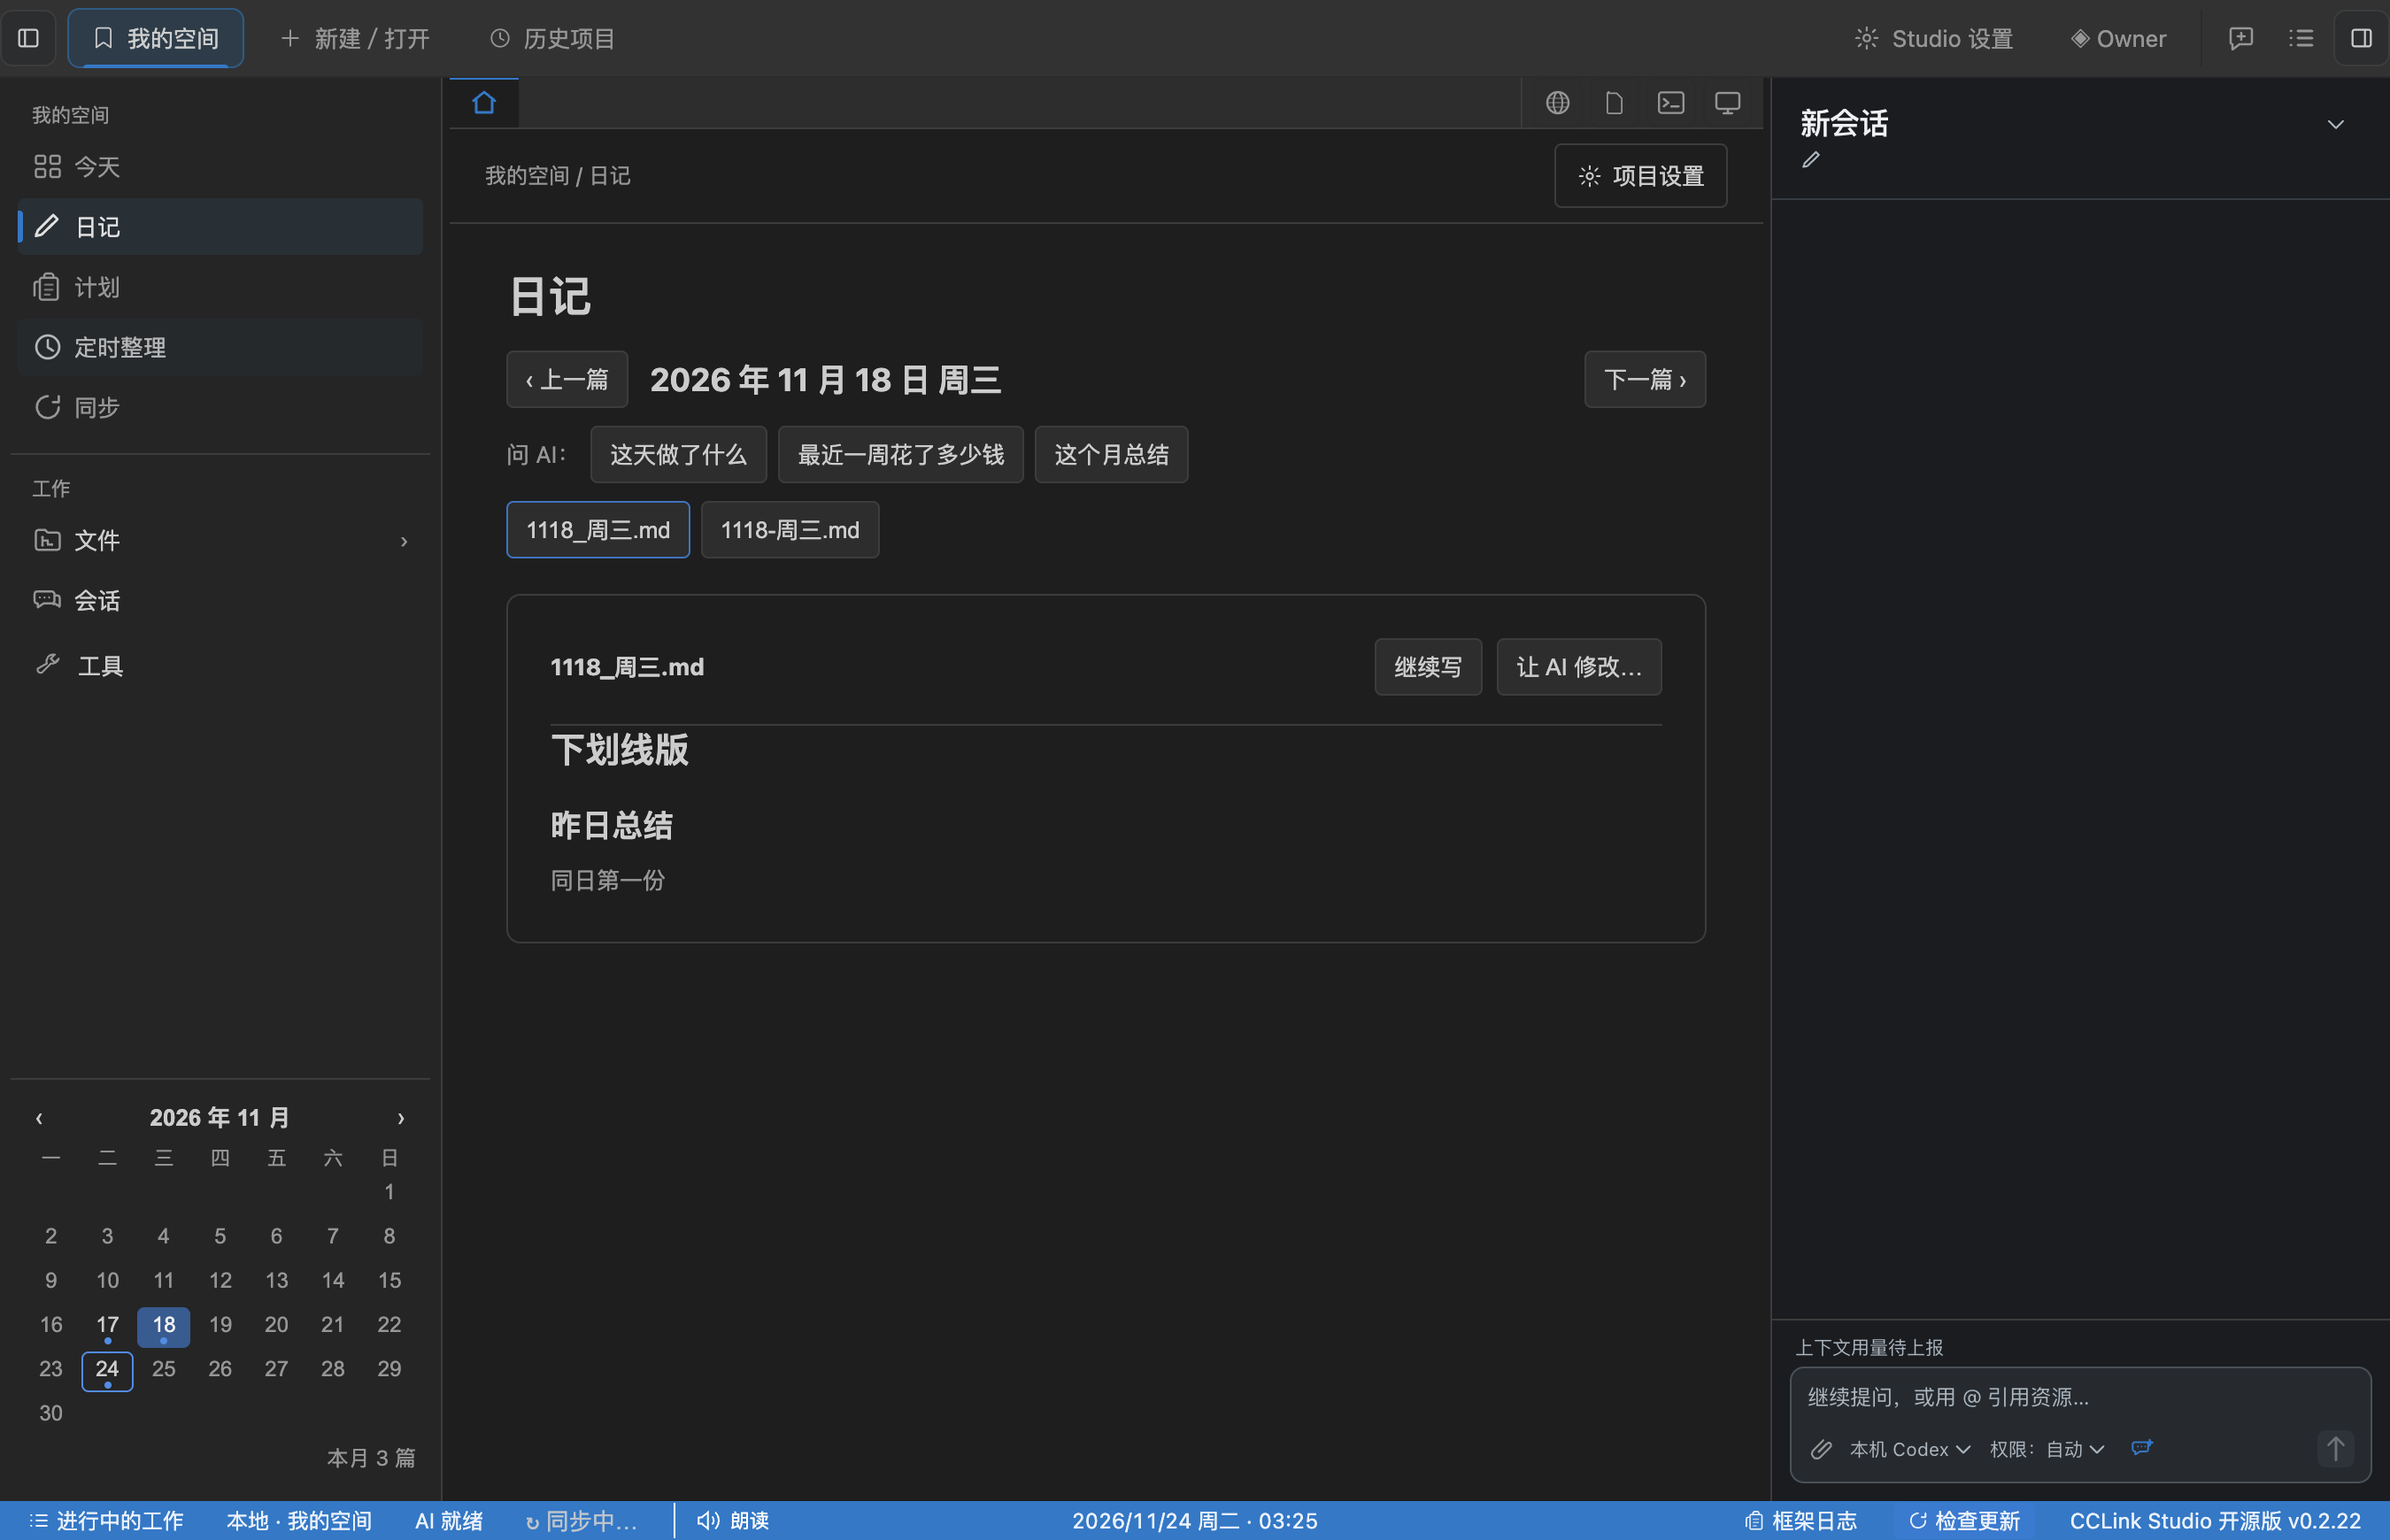 我的空间
新建 / 打开
历史项目
Studio 设置
Owner
我的空间
今天
日记
计划
定时整理
同步
工作
文件
会话
工具
‹ 2026 年 11 月 ›
一 二 三 四 五 六 日
1
2 3 4 5 6 7 8
9 10 11 12 13 14 15
16 17 18 19 20 21 22
23 24 25 26 27 28 29
30
本月 3 篇
我的空间 / 日记
项目设置
日记
‹ 上一篇
2026 年 11 月 18 日 周三
下一篇 ›
问 AI：
这天做了什么
最近一周花了多少钱
这个月总结
1118_周三.md
1118-周三.md
1118_周三.md
继续写
让 AI 修改…
下划线版
昨日总结
同日第一份
新会话
上下文用量待上报
继续提问，或用 @ 引用资源...
本机 Codex
权限：自动
进行中的工作
本地 · 我的空间
AI 就绪
↻ 同步中…
朗读
2026/11/24 周二 · 03:25
框架日志
检查更新
CCLink Studio 开源版 v0.2.22